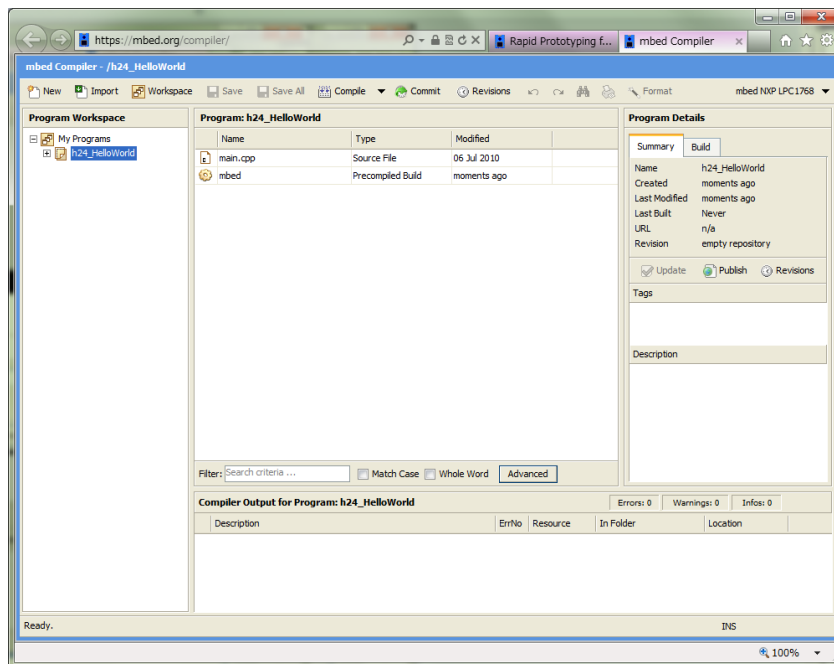 https://mbed.org/compiler/
Rapid Prototyping f...
mbed Compiler
mbed Compiler - /h24_HelloWorld
New Import Workspace Save Save All Compile Commit Revisions Format mbed NXP LPC1768
Program Workspace
My Programs
h24_HelloWorld
Program: h24_HelloWorld
Name Type Modified
main.cpp Source File 06 Jul 2010
mbed Precompiled Build moments ago
Filter: Search criteria ... Match Case Whole Word Advanced
Program Details
Summary Build
Name h24_HelloWorld
Created moments ago
Last Modified moments ago
Last Built Never
URL n/a
Revision empty repository
Update Publish Revisions
Tags
Description
Compiler Output for Program: h24_HelloWorld Errors: 0 Warnings: 0 Infos: 0
Description ErrNo Resource In Folder Location
Ready. INS
100%